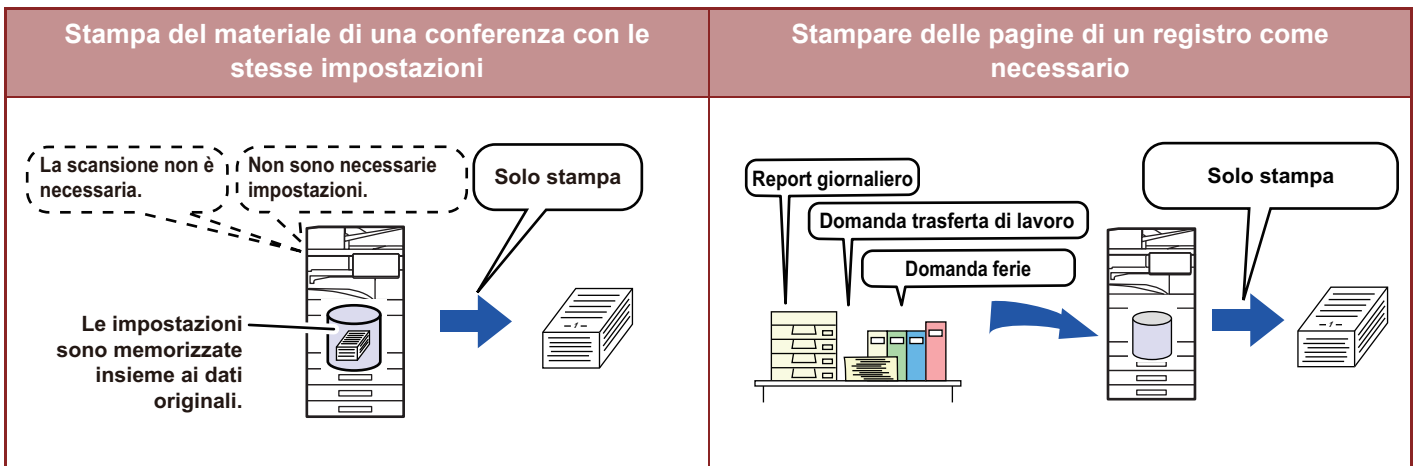 Stampa del materiale di una conferenza con le
stesse impostazioni
Stampare delle pagine di un registro come
necessario
La scansione non è
necessaria.
Non sono necessarie
impostazioni.
Solo stampa
Le impostazioni
sono memorizzate
insieme ai dati
originali.
-1-
Report giornaliero
Domanda trasferta di lavoro
Domanda ferie
Solo stampa
-1-